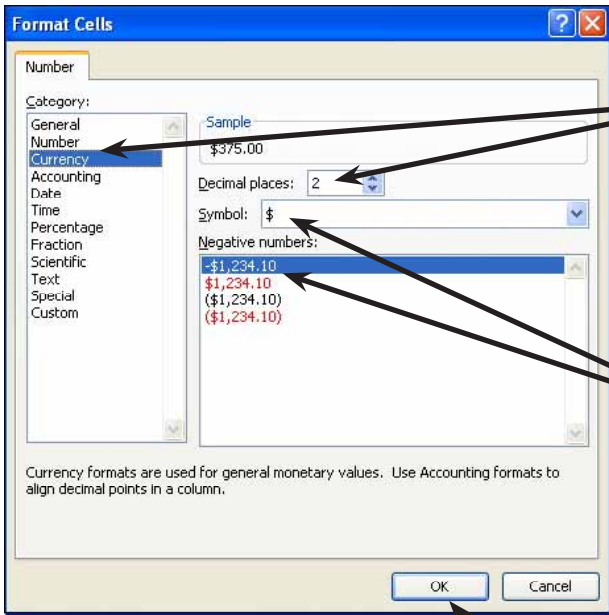 Format Cells
Number
Category:
General
Number
Currency
Accounting
Date
Time
Percentage
Fraction
Scientific
Text
Special
Custom
Sample
$375.00
Decimal places: 2
Symbol: $
Negative numbers:
-$1,234.10
$1,234.10
($1,234.10)
($1,234.10)
Currency formats are used for general monetary values. Use Accounting formats to
align decimal points in a column.
OK Cancel